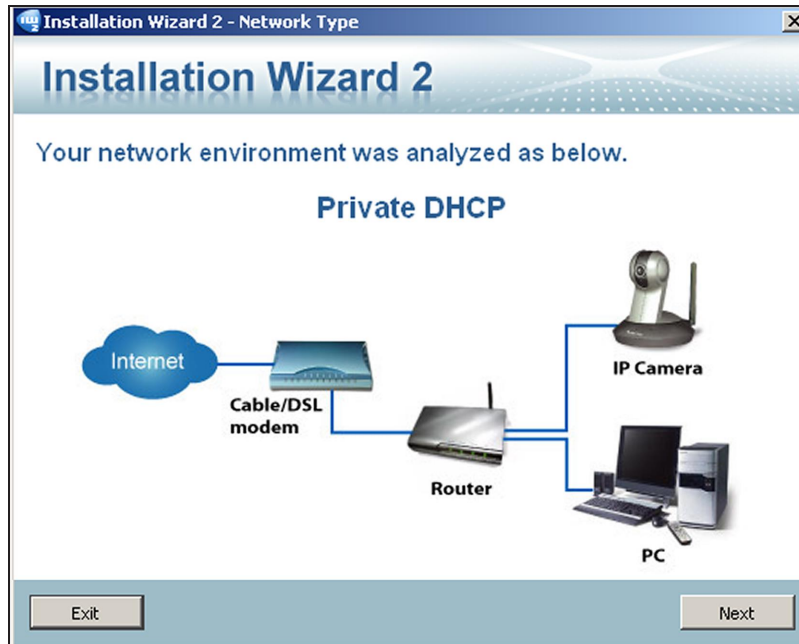 Installation Wizard 2 - Network Type
Installation Wizard 2
Your network environment was analyzed as below.
Private DHCP
Internet
Cable/DSL
modem
Router
IP Camera
PC
Exit
Next